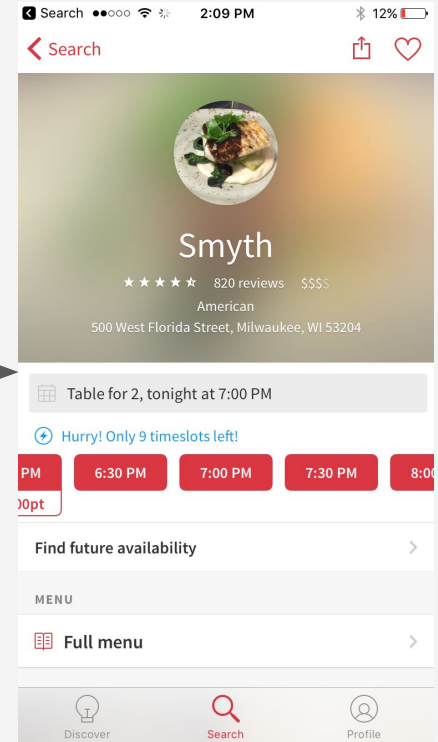 Search 2:09 PM 12%
Search
Smyth
820 reviews $$$$
American
500 West Florida Street, Milwaukee, WI 53204
Table for 2, tonight at 7:00 PM
Hurry! Only 9 timeslots left!
PM 6:30 PM 7:00 PM 7:30 PM 8:0
00pt
Find future availability
MENU
Full menu
Discover Search Profile